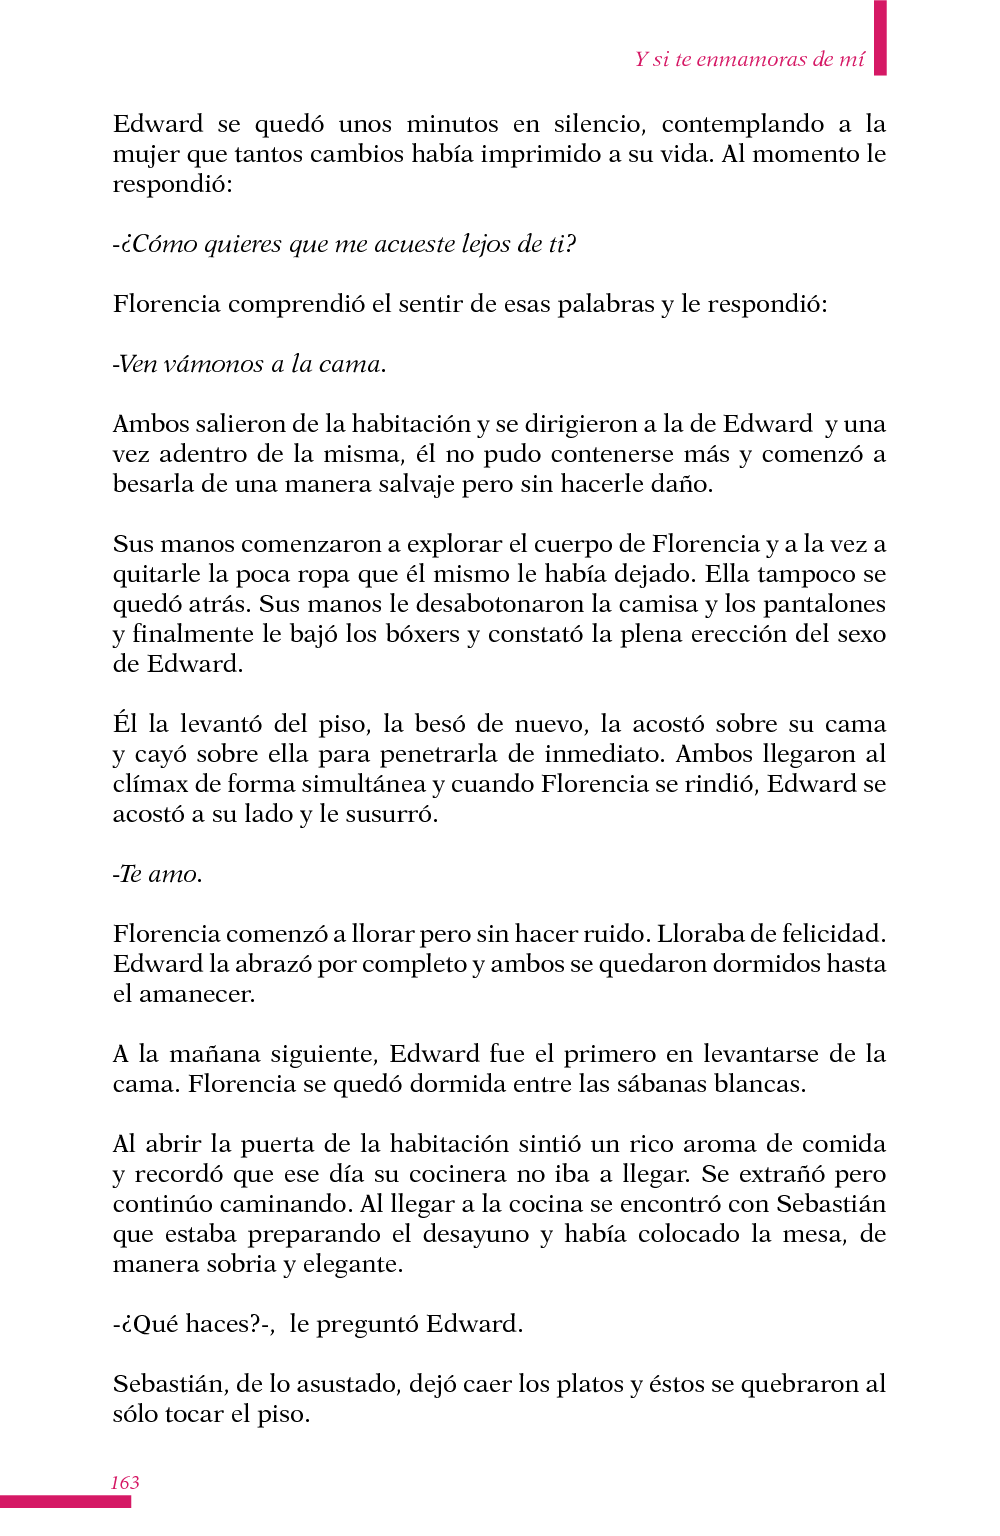 Y si te enmamoras de mí
Edward se quedó unos minutos en silencio, contemplando a la
mujer que tantos cambios había imprimido a su vida. Al momento le
respondió:
-¿Cómo quieres que me acueste lejos de ti?
Florencia comprendió el sentir de esas palabras y le respondió:
-Ven vámonos a la cama.
Ambos salieron de la habitación y se dirigieron a la de Edward  y una
vez adentro de la misma, él no pudo contenerse más y comenzó a
besarla de una manera salvaje pero sin hacerle daño.
Sus manos comenzaron a explorar el cuerpo de Florencia y a la vez a
quitarle la poca ropa que él mismo le había dejado. Ella tampoco se
quedó atrás. Sus manos le desabotonaron la camisa y los pantalones
y finalmente le bajó los bóxers y constató la plena erección del sexo
de Edward.
Él la levantó del piso, la besó de nuevo, la acostó sobre su cama
y cayó sobre ella para penetrarla de inmediato. Ambos llegaron al
clímax de forma simultánea y cuando Florencia se rindió, Edward se
acostó a su lado y le susurró.
-Te amo.
Florencia comenzó a llorar pero sin hacer ruido. Lloraba de felicidad.
Edward la abrazó por completo y ambos se quedaron dormidos hasta
el amanecer.
A la mañana siguiente, Edward fue el primero en levantarse de la
cama. Florencia se quedó dormida entre las sábanas blancas.
Al abrir la puerta de la habitación sintió un rico aroma de comida
y recordó que ese día su cocinera no iba a llegar. Se extrañó pero
continúo caminando. Al llegar a la cocina se encontró con Sebastián
que estaba preparando el desayuno y había colocado la mesa, de
manera sobria y elegante.
-¿Qué haces?-,  le preguntó Edward.
Sebastián, de lo asustado, dejó caer los platos y éstos se quebraron al
sólo tocar el piso.
163